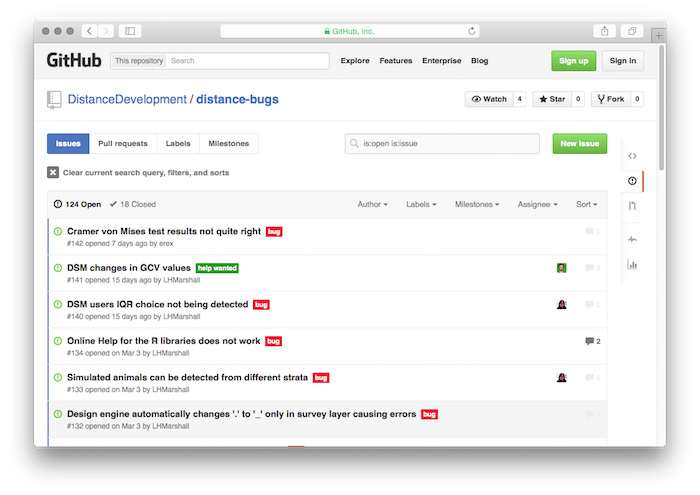 GitHub, Inc.
GitHub This repository Search Explore Features Enterprise Blog Sign up Sign in
DistanceDevelopment / distance-bugs Watch 4 Star 0 Fork 0
Issues Pull requests Labels Milestones is:open is:issue New issue
Clear current search query, filters, and sorts
124 Open 18 Closed Author Labels Milestones Assignee Sort
Cramer von Mises test results not quite right bug 0
#142 opened 7 days ago by erex
DSM changes in GCV values help wanted 0
#141 opened 15 days ago by LHMarshall
DSM users IQR choice not being detected bug 0
#140 opened 15 days ago by LHMarshall
Online Help for the R libraries does not work bug 2
#134 opened on Mar 3 by LHMarshall
Simulated animals can be detected from different strata bug 0
#133 opened on Mar 3 by LHMarshall
Design engine automatically changes '.' to '_' only in survey layer causing errors bug 0
#132 opened on Mar 3 by LHMarshall